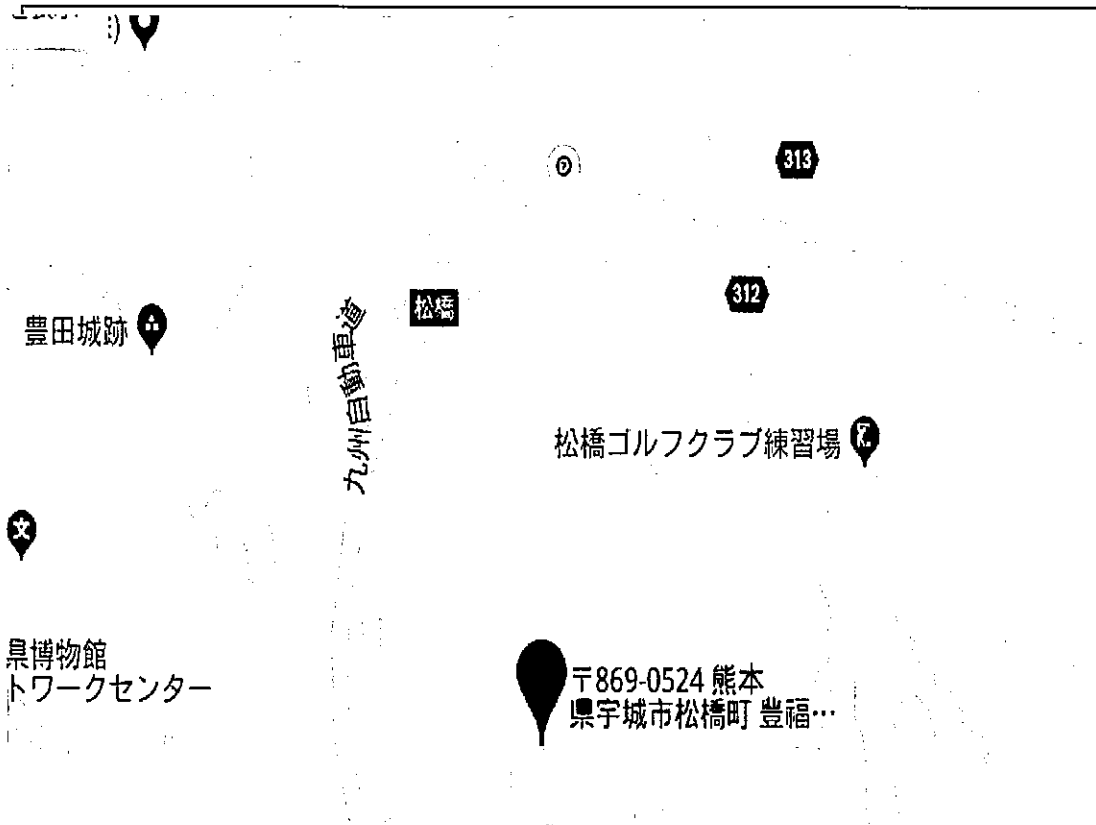 313
312
松橋
豊田城跡
九州自動車道
松橋ゴルフクラブ練習場
文
県博物館
トワークセンター
〒869-0524 熊本
県宇城市松橋町 豊福…